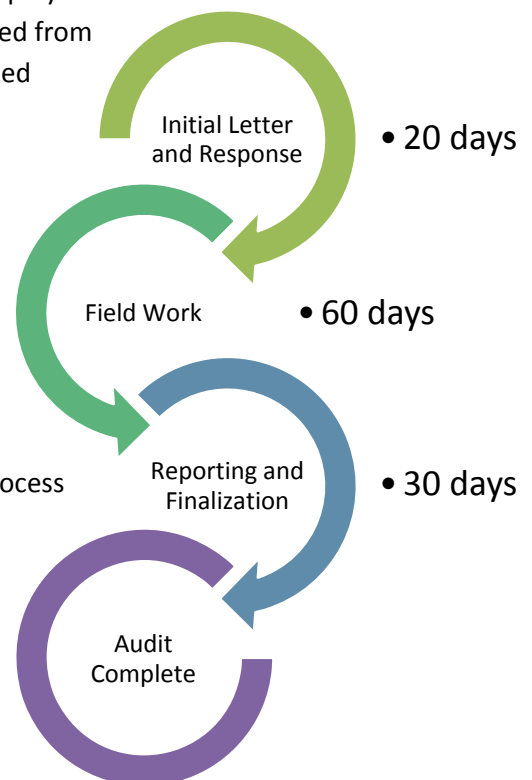 ed from
ed
Initial Letter
and Response
• 20 days
Field Work
• 60 days
ocess
Reporting and
Finalization
• 30 days
Audit
Complete